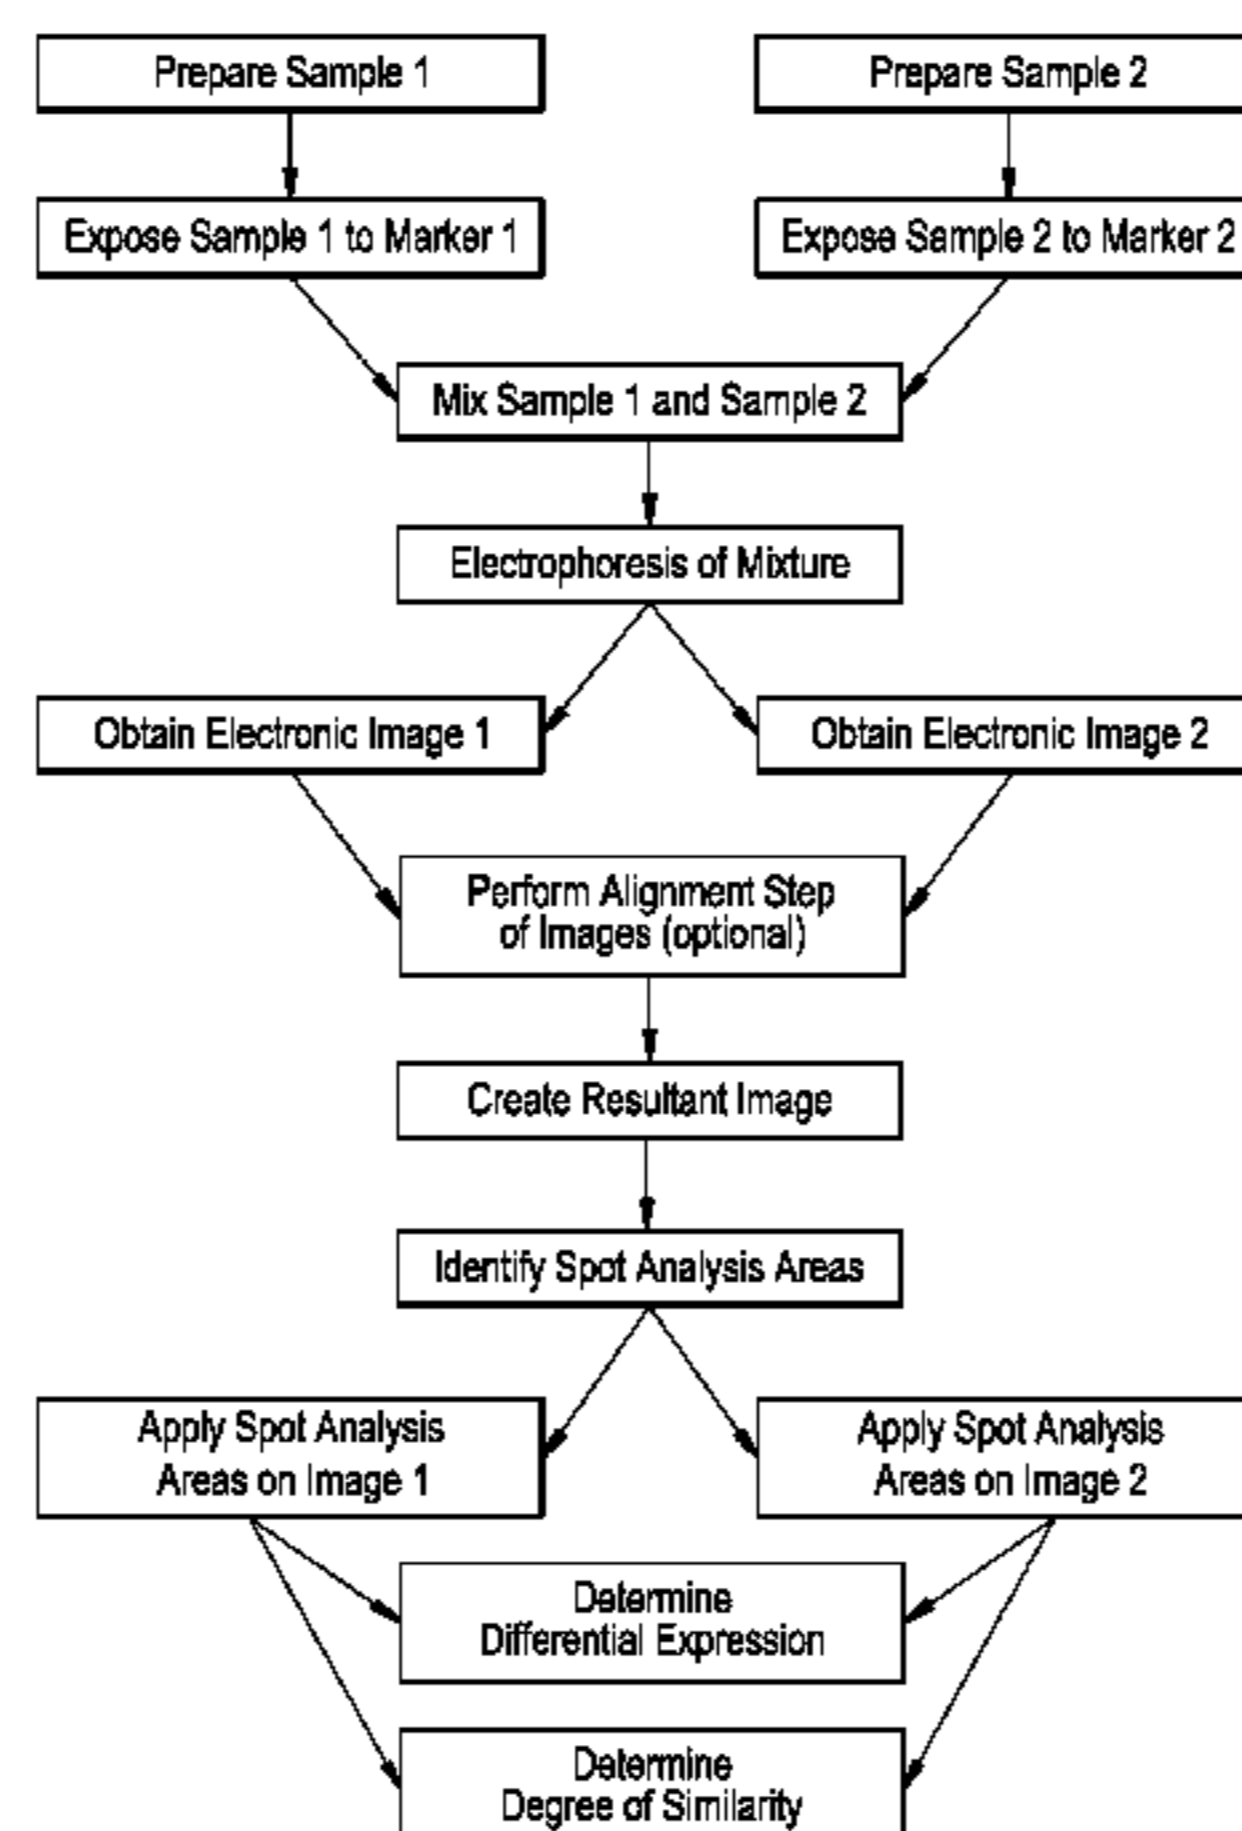 Prepare Sample 1
Prepare Sample 2
Expose Sample 1 to Marker 1
Expose Sample 2 to Marker 2
Mix Sample 1 and Sample 2
Electrophoresis of Mixture
Obtain Electronic Image 1
Obtain Electronic Image 2
Perform Alignment Step
of Images (optional)
Create Resultant Image
Identify Spot Analysis Areas
Apply Spot Analysis
Areas on Image 1
Apply Spot Analysis
Areas on Image 2
Determine
Differential Expression
Determine
Degree of Similarity